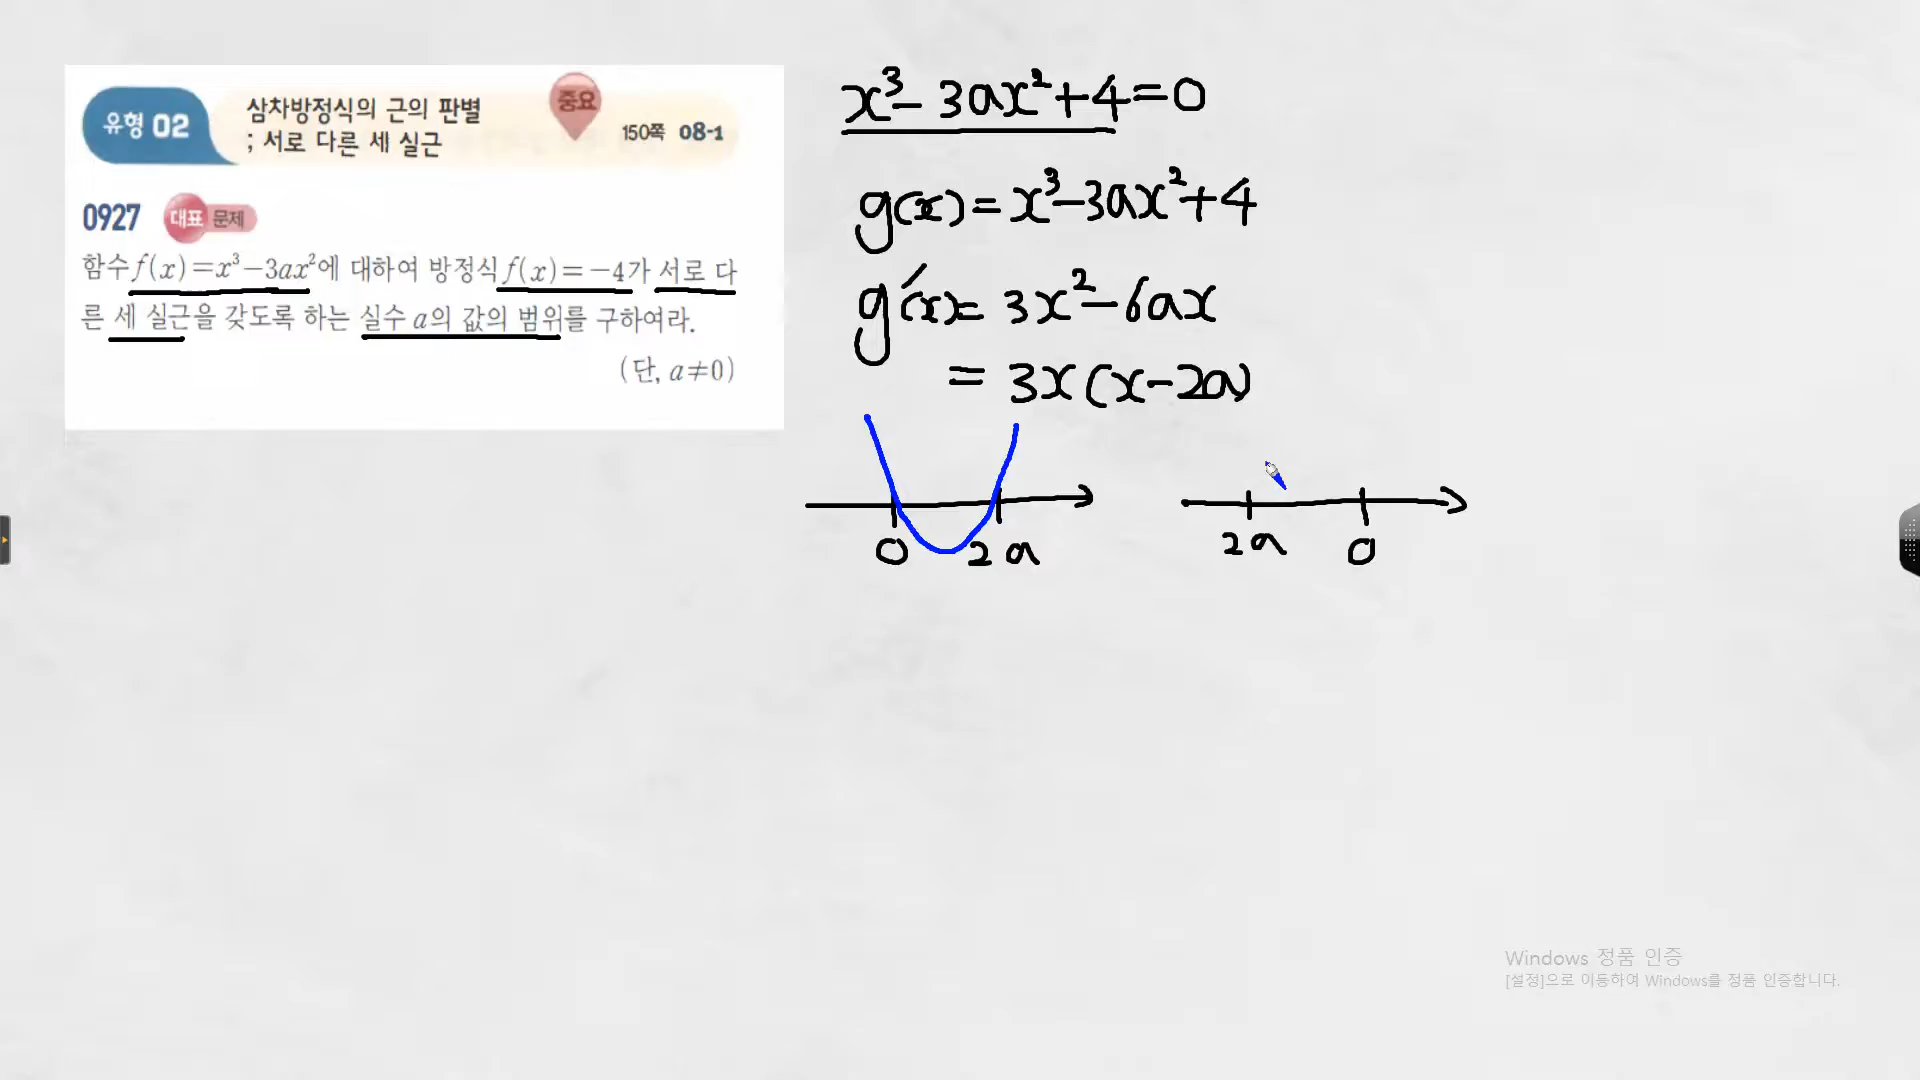 유형 02
삼차방정식의 근의 판별
; 서로 다른 세 실근
중요
150쪽 08-1
0927 대표 문제
함수 f(x)=x³-3ax²에 대하여 방정식 f(x)=-4가 서로 다
른 세 실근을 갖도록 하는 실수 a의 값의 범위를 구하여라.
(단, a≠0)
x³-3ax²+4=0
g(x)=x³-3ax²+4
g'(x)=3x²-6ax
=3x(x-2a)
0 2a
2a 0
Windows 정품 인증
[설정]으로 이동하여 Windows를 정품 인증합니다.